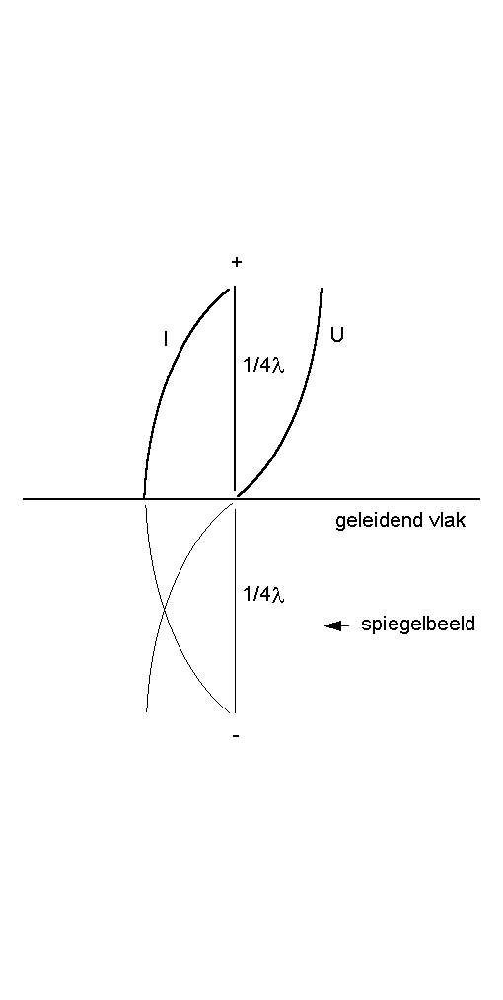 +
I
U
1/4λ
geleidend vlak
1/4λ
spiegelbeeld
-